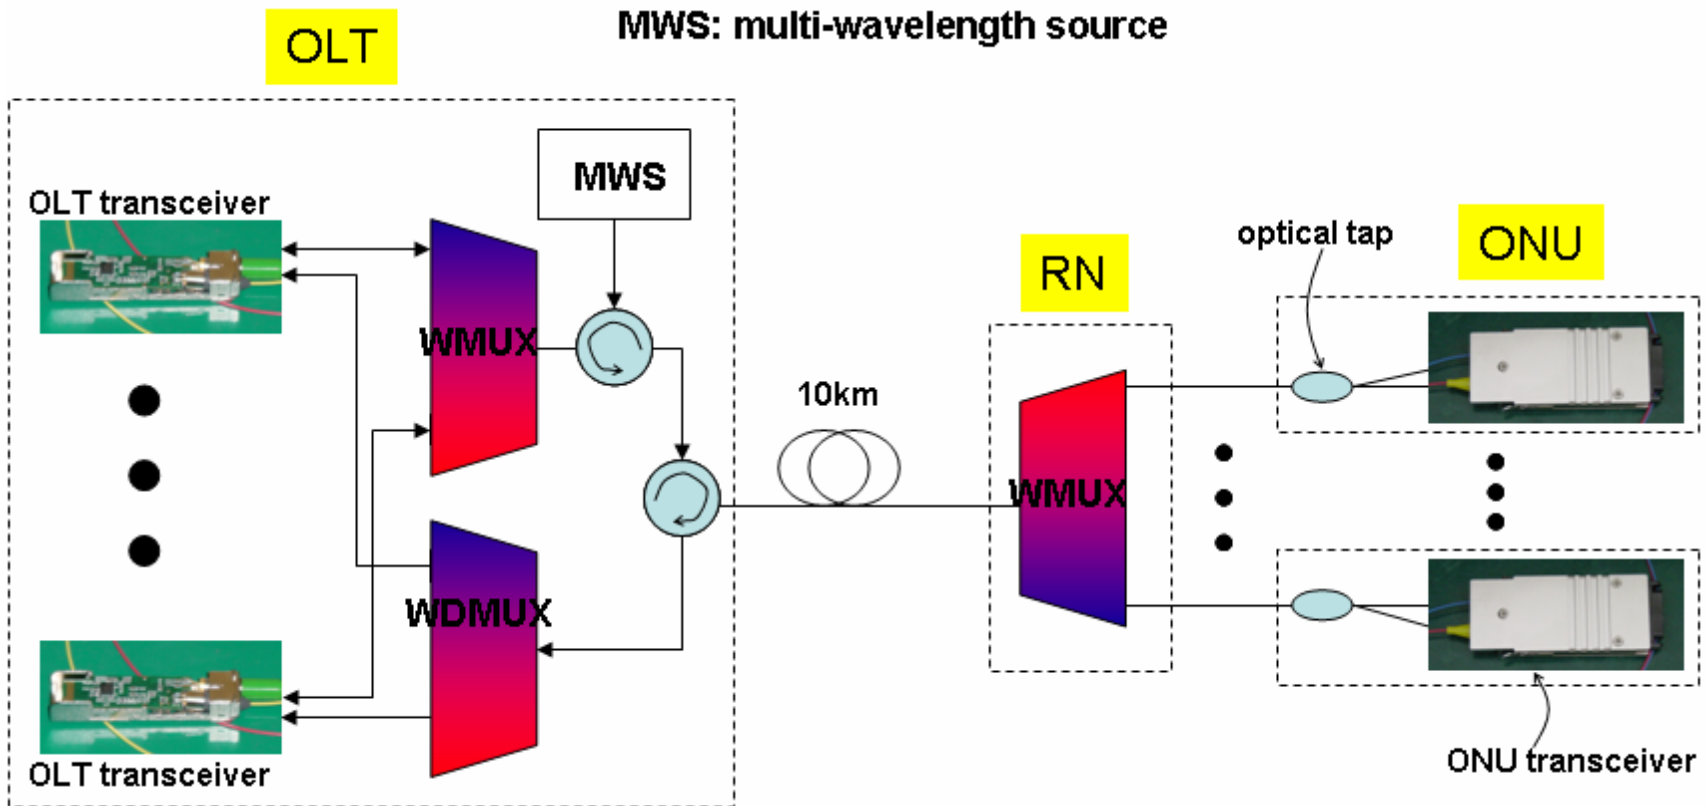 MWS: multi-wavelength source
OLT
MWS
OLT transceiver
WMUX
WDMUX
OLT transceiver
10km
RN
WMUX
optical tap
ONU
ONU transceiver